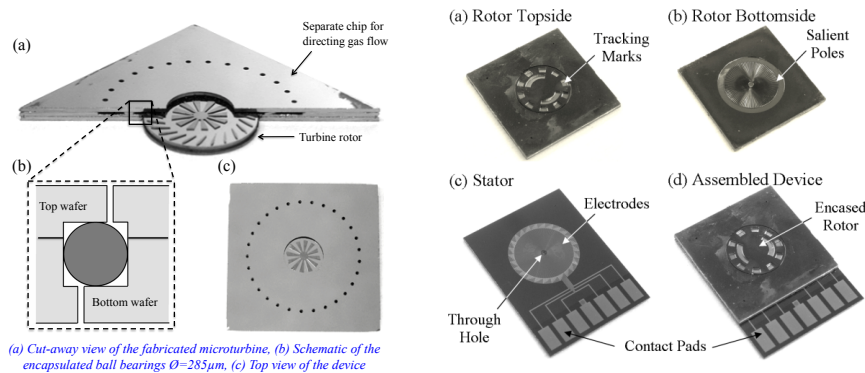 (a)
Separate chip for
directing gas flow
Turbine rotor
(b)
Top wafer
Bottom wafer
(c)
(a) Cut-away view of the fabricated microturbine, (b) Schematic of the
encapsulated ball bearings Ø=285µm, (c) Top view of the device
(a) Rotor Topside
Tracking
Marks
(b) Rotor Bottomside
Salient
Poles
(c) Stator
Electrodes
Through
Hole
Contact Pads
(d) Assembled Device
Encased
Rotor